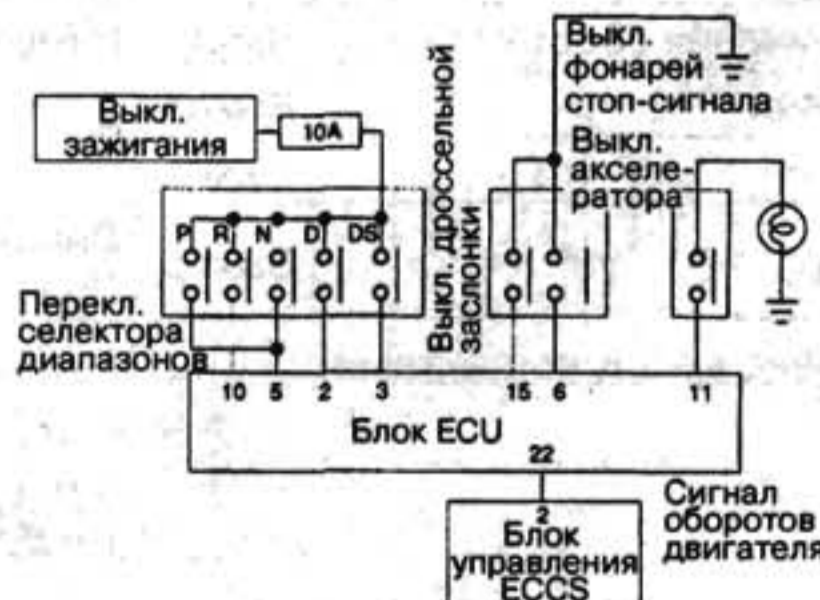 Выкл.
зажигания
10А
Выкл. дроссельной
заслонки
Выкл.
фонарей
стоп-сигнала
Выкл.
акселе-
ратора
P R N D DS
Перекл.
селектора
диапазонов
10 5 2 3 15 6 11
Блок ECU
22
2
Блок
управления
ECCS
Сигнал
оборотов
двигателя